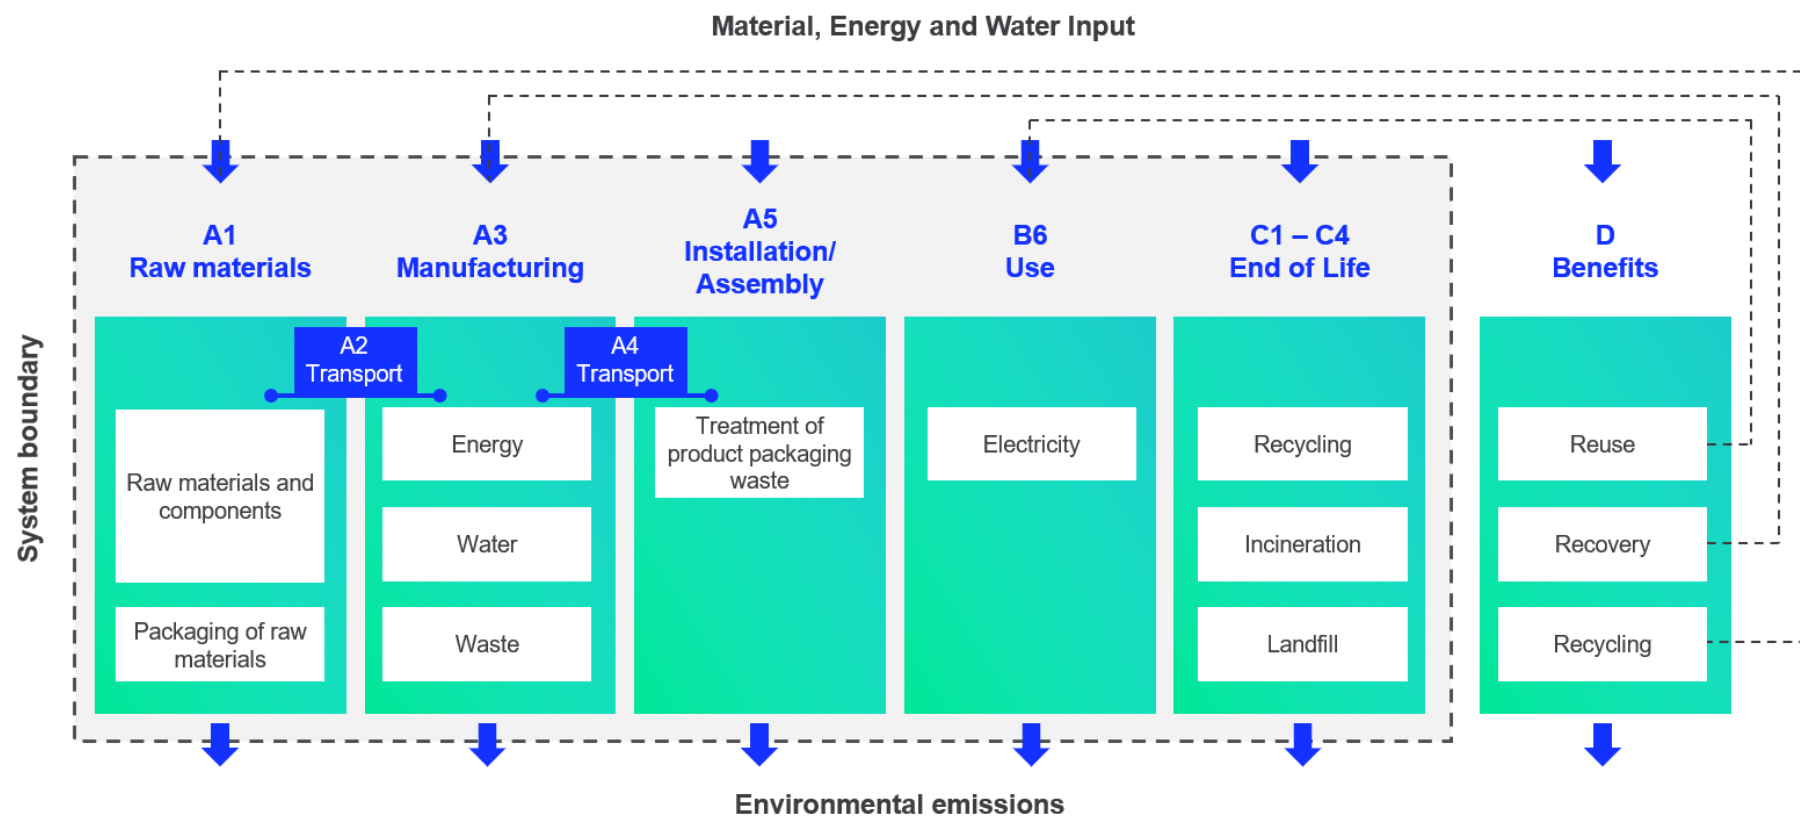 Material, Energy and Water Input
System boundary
A1
Raw materials
A3
Manufacturing
A5
Installation/
Assembly
B6
Use
C1 – C4
End of Life
D
Benefits
A2
Transport
A4
Transport
Raw materials and
components
Packaging of raw
materials
Energy
Water
Waste
Treatment of
product packaging
waste
Electricity
Recycling
Incineration
Landfill
Reuse
Recovery
Recycling
Environmental emissions